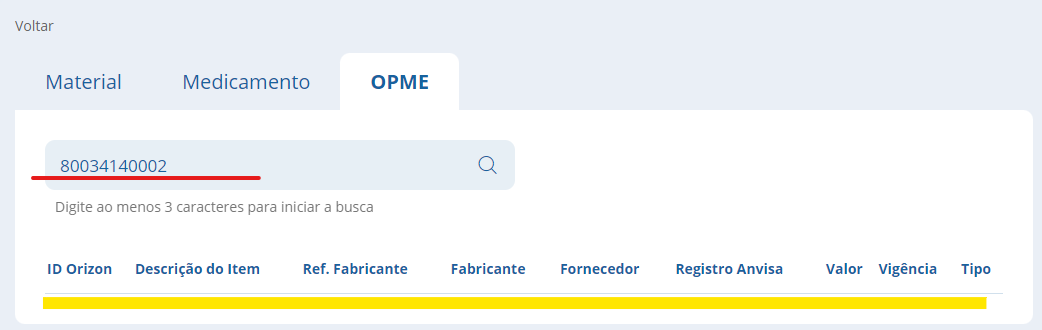 Voltar
Material Medicamento OPME
80034140002
Digite ao menos 3 caracteres para iniciar a busca
ID Orizon Descrição do Item Ref. Fabricante Fabricante Fornecedor Registro Anvisa Valor Vigência Tipo